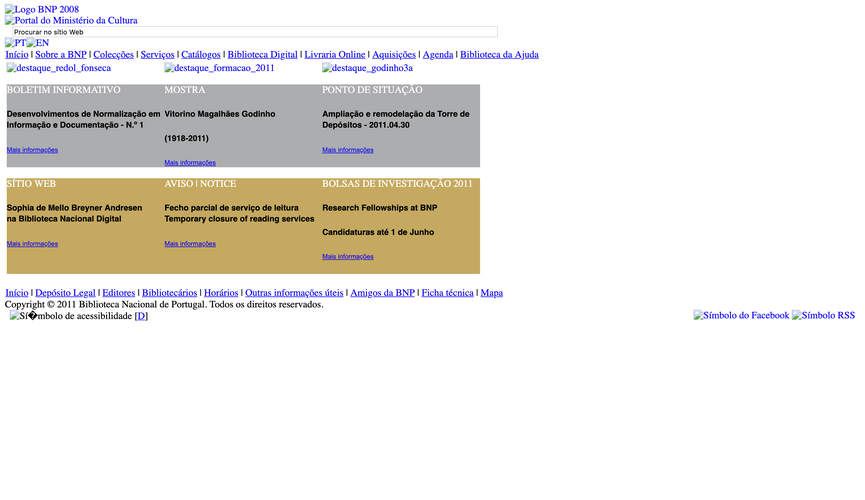 Logo BNP 2008
Portal do Ministério da Cultura
Procurar no sítio Web
PT EN
Início | Sobre a BNP | Colecções | Serviços | Catálogos | Biblioteca Digital | Livraria Online | Aquisições | Agenda | Biblioteca da Ajuda
destaque_redol_fonseca destaque_formacao_2011 destaque_godinho3a
BOLETIM INFORMATIVO
Desenvolvimentos de Normalização em
Informação e Documentação - N.º 1
Mais informações
MOSTRA
Vitorino Magalhães Godinho
(1918-2011)
Mais informações
PONTO DE SITUAÇÃO
Ampliação e remodelação da Torre de
Depósitos - 2011.04.30
Mais informações
SÍTIO WEB
Sophia de Mello Breyner Andresen
na Biblioteca Nacional Digital
Mais informações
AVISO | NOTICE
Fecho parcial de serviço de leitura
Temporary closure of reading services
Mais informações
BOLSAS DE INVESTIGAÇÃO 2011
Research Fellowships at BNP
Candidaturas até 1 de Junho
Mais informações
Início | Depósito Legal | Editores | Bibliotecários | Horários | Outras informações úteis | Amigos da BNP | Ficha técnica | Mapa
Copyright © 2011 Biblioteca Nacional de Portugal. Todos os direitos reservados.
Sí�mbolo de acessibilidade [D] Símbolo do Facebook Símbolo RSS